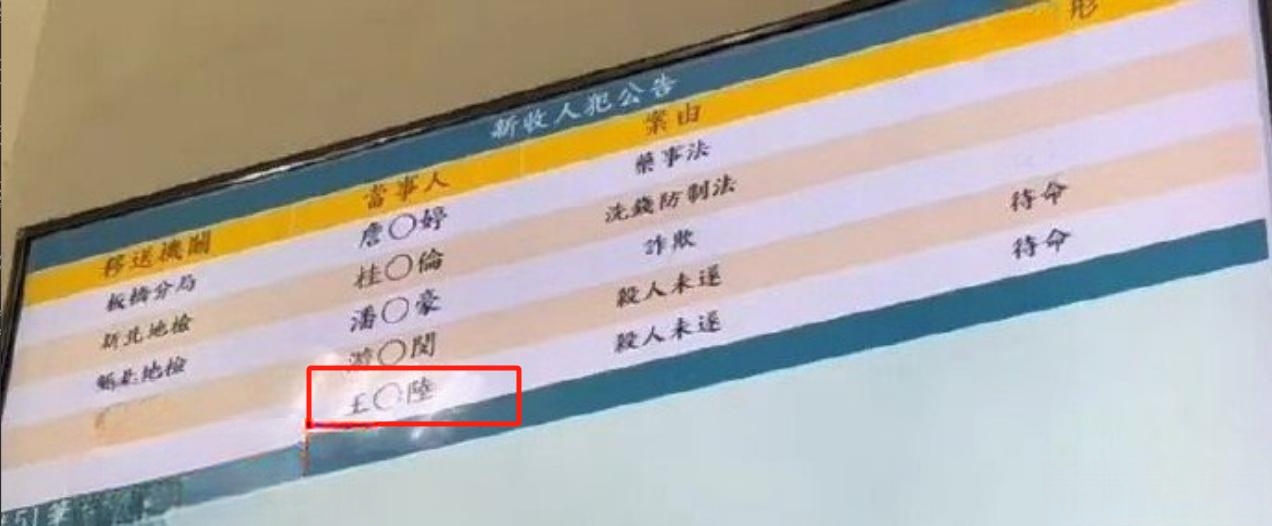 新收人犯公告
移送機關 當事人 案由 形
板橋分局 詹○婷 藥事法
新北地檢 桂○倫 洗錢防制法
新北地檢 潘○豪 詐欺
游○閔 殺人未遂 待命
王○陸 殺人未遂 待命